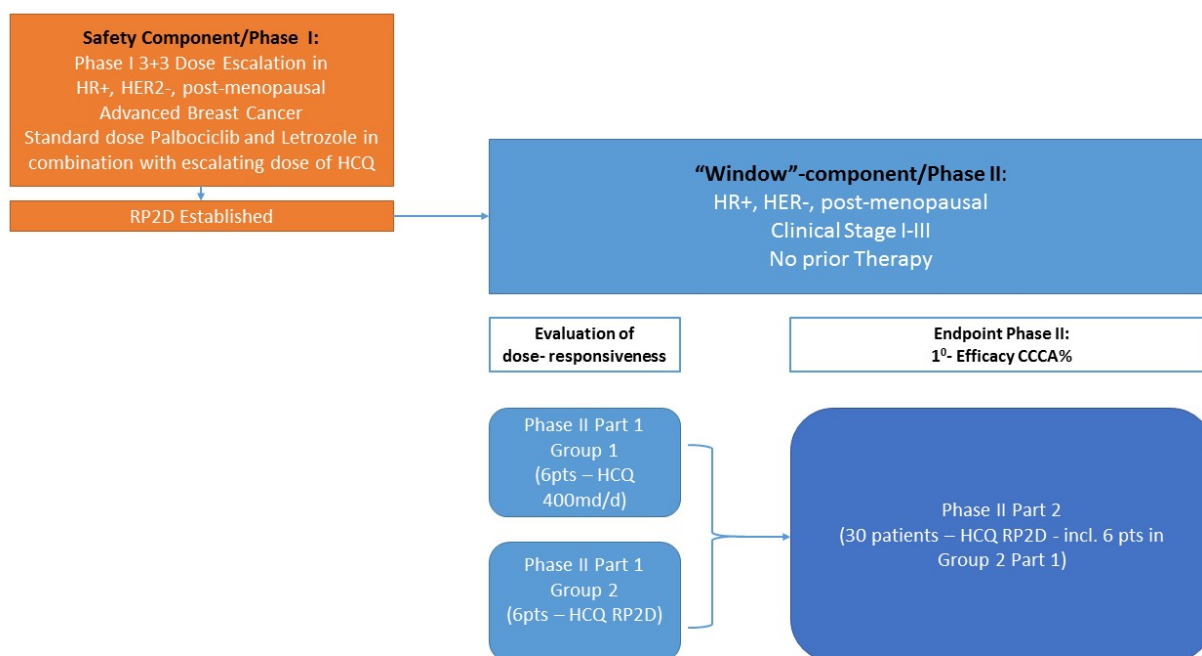 Safety Component/Phase I:
Phase I 3+3 Dose Escalation in
HR+, HER2-, post-menopausal
Advanced Breast Cancer
Standard dose Palbociclib and Letrozole in
combination with escalating dose of HCQ
RP2D Established
“Window”-component/Phase II:
HR+, HER-, post-menopausal
Clinical Stage I-III
No prior Therapy
Evaluation of
dose- responsiveness
Endpoint Phase II:
1⁰- Efficacy CCCA%
Phase II Part 1
Group 1
(6pts – HCQ
400md/d)
Phase II Part 1
Group 2
(6pts – HCQ RP2D)
Phase II Part 2
(30 patients – HCQ RP2D - incl. 6 pts in
Group 2 Part 1)